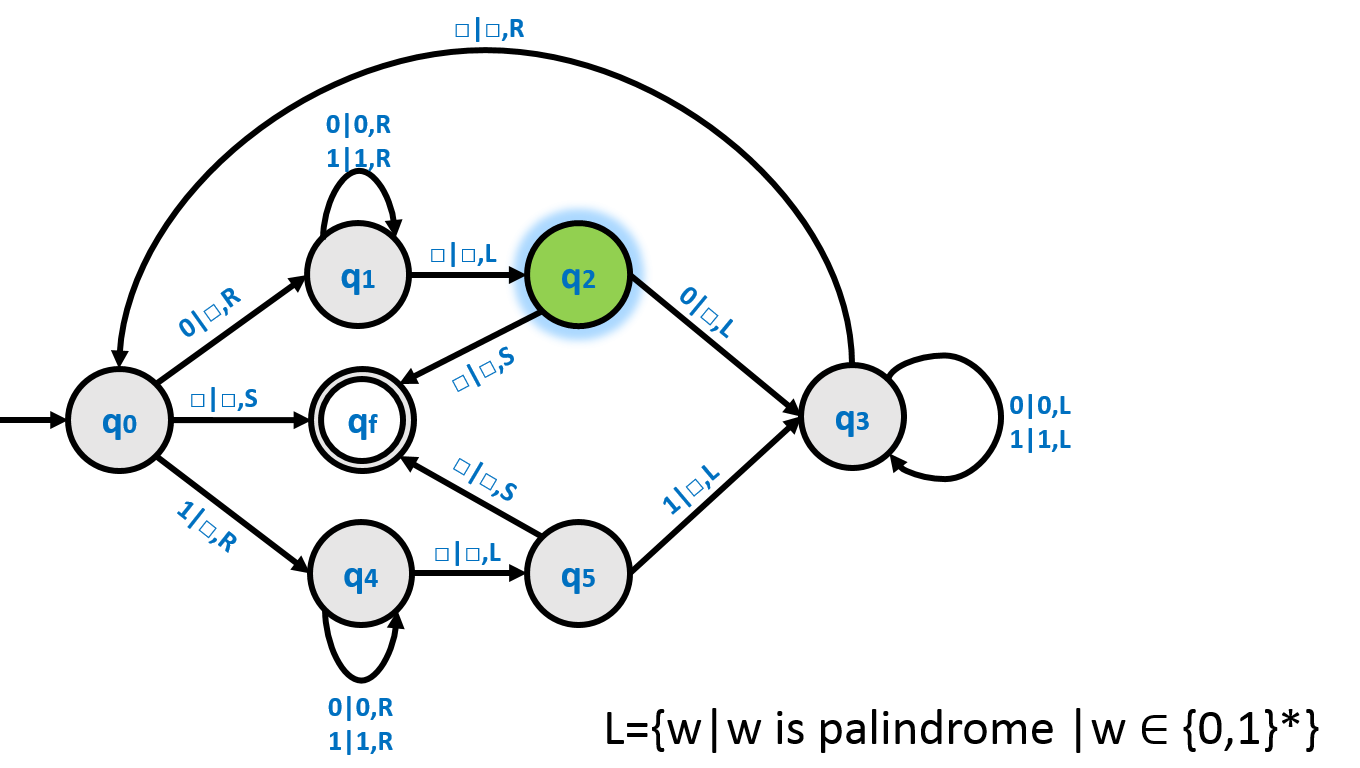 □|□,R
0|0,R
1|1,R
q1
□|□,L
q2
0|□,R
0|□,L
□|□,S
q0
□|□,S
qf
q3
0|0,L
1|1,L
1|□,R
□|□,S
1|□,L
q4
□|□,L
q5
0|0,R
1|1,R
L={w|w is palindrome |w ∈ {0,1}*}